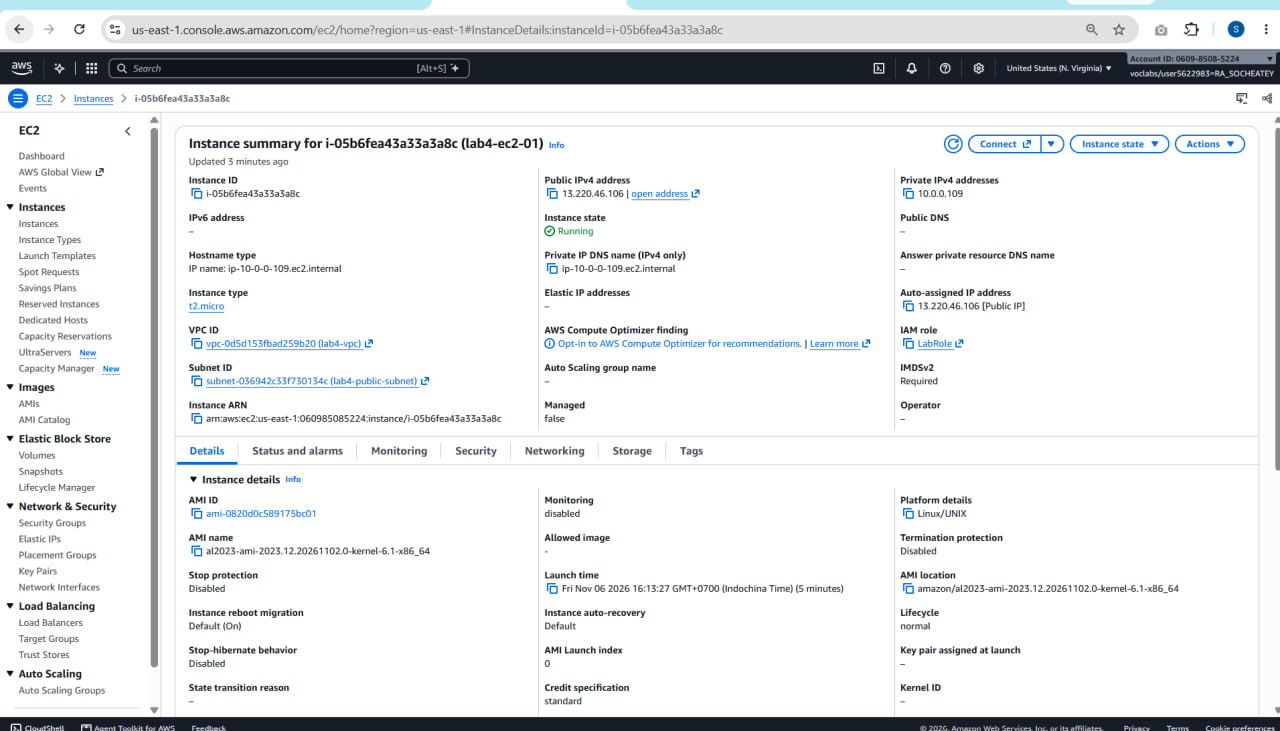 us-east-1.console.aws.amazon.com/ec2/home?region=us-east-1#InstanceDetails:instanceId=i-05b6fea43a33a3a8c
S
aws
Search
[Alt+S]
United States (N. Virginia)
Account ID: 0609-8508-5224
voclabs/user5622983=RA_SOCHEATEY
EC2
Instances
i-05b6fea43a33a3a8c
EC2
Dashboard
AWS Global View
Events
Instances
Instances
Instance Types
Launch Templates
Spot Requests
Savings Plans
Reserved Instances
Dedicated Hosts
Capacity Reservations
UltraServers New
Capacity Manager New
Images
AMIs
AMI Catalog
Elastic Block Store
Volumes
Snapshots
Lifecycle Manager
Network & Security
Security Groups
Elastic IPs
Placement Groups
Key Pairs
Network Interfaces
Load Balancing
Load Balancers
Target Groups
Trust Stores
Auto Scaling
Auto Scaling Groups
Instance summary for i-05b6fea43a33a3a8c (lab4-ec2-01) Info
Updated 3 minutes ago
Connect
Instance state
Actions
Instance ID
i-05b6fea43a33a3a8c
IPv6 address
–
Hostname type
IP name: ip-10-0-0-109.ec2.internal
Instance type
t2.micro
VPC ID
vpc-0d5d153fbad259b20 (lab4-vpc)
Subnet ID
subnet-036942c33f730134c (lab4-public-subnet)
Instance ARN
arn:aws:ec2:us-east-1:060985085224:instance/i-05b6fea43a33a3a8c
Public IPv4 address
13.220.46.106 | open address
Instance state
Running
Private IP DNS name (IPv4 only)
ip-10-0-0-109.ec2.internal
Elastic IP addresses
–
AWS Compute Optimizer finding
Opt-in to AWS Compute Optimizer for recommendations. | Learn more
Auto Scaling group name
–
Managed
false
Private IPv4 addresses
10.0.0.109
Public DNS
–
Answer private resource DNS name
–
Auto-assigned IP address
13.220.46.106 [Public IP]
IAM role
LabRole
IMDSv2
Required
Operator
–
Details
Status and alarms
Monitoring
Security
Networking
Storage
Tags
Instance details Info
AMI ID
ami-0820d0c589175bc01
AMI name
al2023-ami-2023.12.20261102.0-kernel-6.1-x86_64
Stop protection
Disabled
Instance reboot migration
Default (On)
Stop-hibernate behavior
Disabled
State transition reason
–
Monitoring
disabled
Allowed image
-
Launch time
Fri Nov 06 2026 16:13:27 GMT+0700 (Indochina Time) (5 minutes)
Instance auto-recovery
Default
AMI Launch index
0
Credit specification
standard
Platform details
Linux/UNIX
Termination protection
Disabled
AMI location
amazon/al2023-ami-2023.12.20261102.0-kernel-6.1-x86_64
Lifecycle
normal
Key pair assigned at launch
–
Kernel ID
–
CloudShell
Agent Toolkit for AWS
Feedback
© 2026, Amazon Web Services, Inc. or its affiliates.
Privacy
Terms
Cookie preferences